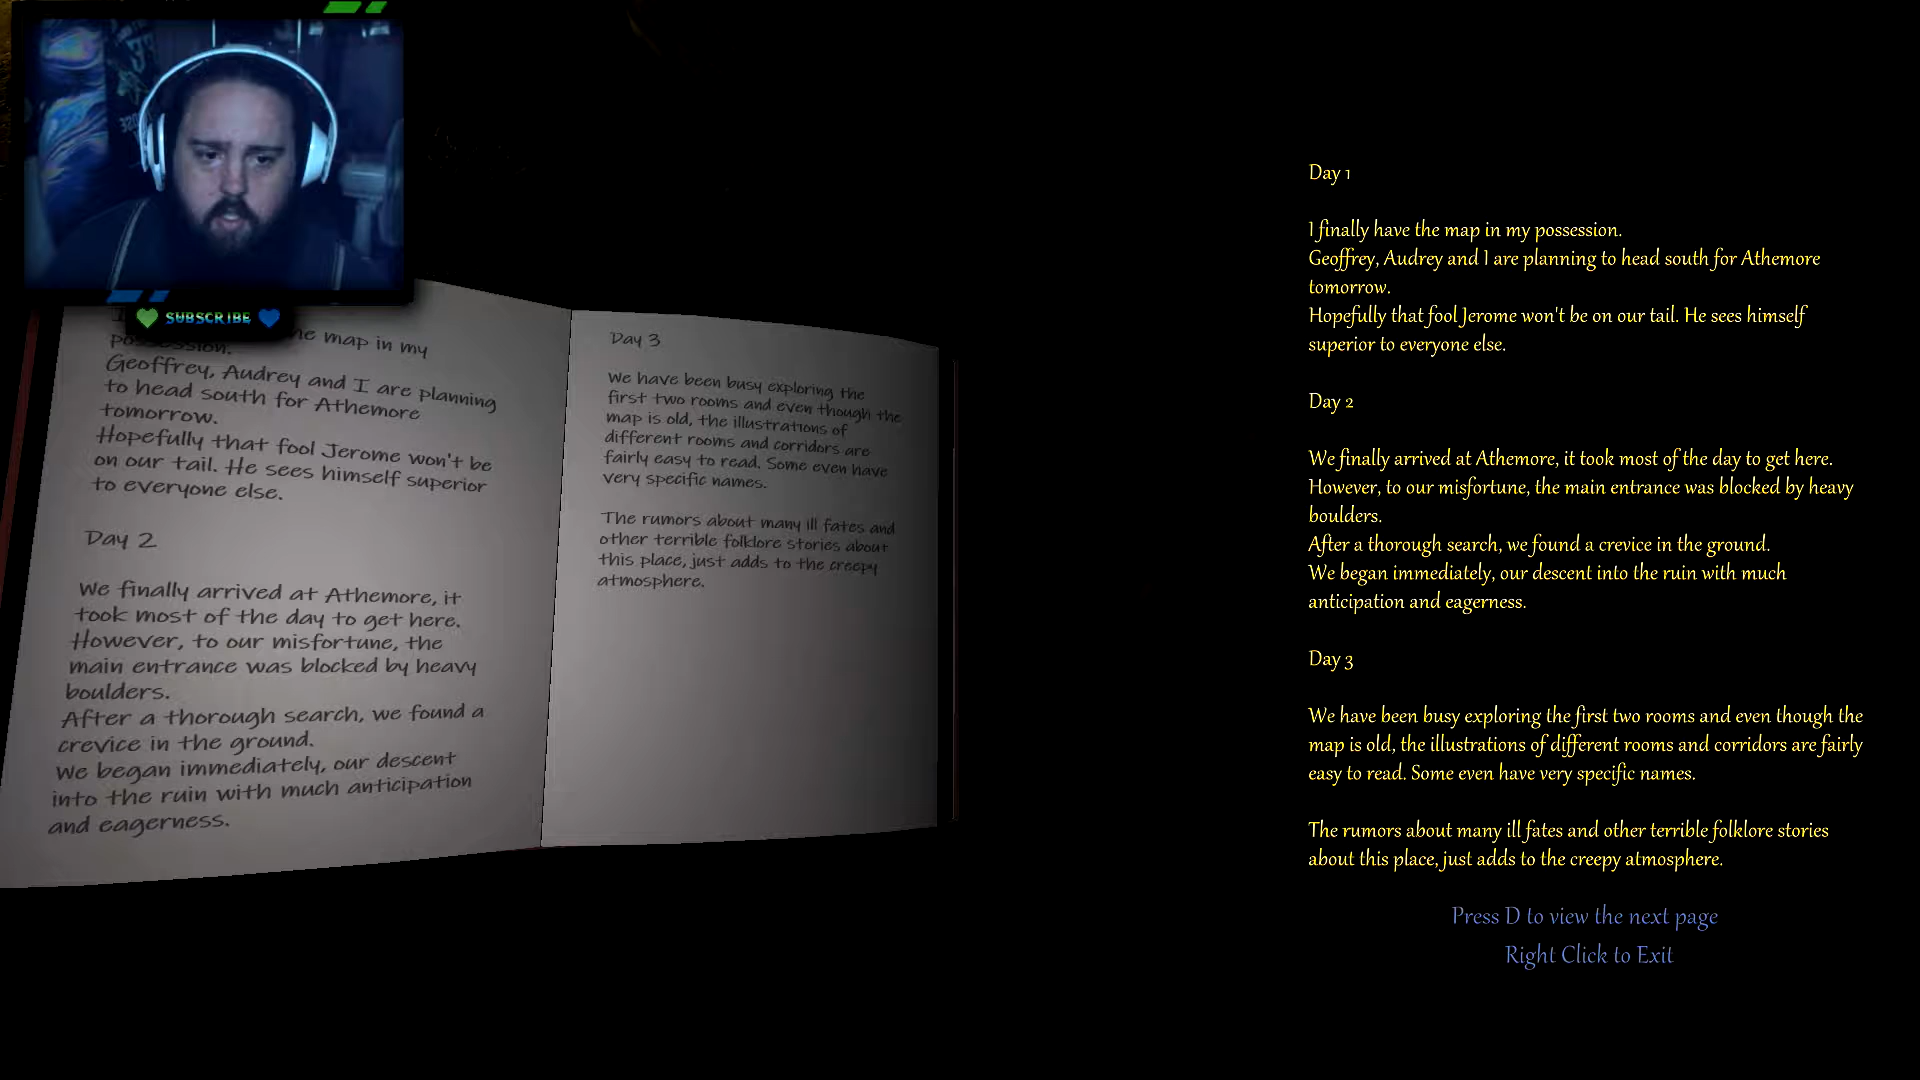 SUBSCRIBE
he map in my
possession.
Geoffrey, Audrey and I are planning
to head south for Athemore
tomorrow.
Hopefully that fool Jerome won't be
on our tail. He sees himself superior
to everyone else.
Day 2
We finally arrived at Athemore, it
took most of the day to get here.
However, to our misfortune, the
main entrance was blocked by heavy
boulders.
After a thorough search, we found a
crevice in the ground.
We began immediately, our descent
into the ruin with much anticipation
and eagerness.
Day 3
We have been busy exploring the
first two rooms and even though the
map is old, the illustrations of
different rooms and corridors are
fairly easy to read. Some even have
very specific names.
The rumors about many ill fates and
other terrible folklore stories about
this place, just adds to the creepy
atmosphere.
Day 1
I finally have the map in my possession.
Geoffrey, Audrey and I are planning to head south for Athemore
tomorrow.
Hopefully that fool Jerome won't be on our tail. He sees himself
superior to everyone else.
Day 2
We finally arrived at Athemore, it took most of the day to get here.
However, to our misfortune, the main entrance was blocked by heavy
boulders.
After a thorough search, we found a crevice in the ground.
We began immediately, our descent into the ruin with much
anticipation and eagerness.
Day 3
We have been busy exploring the first two rooms and even though the
map is old, the illustrations of different rooms and corridors are fairly
easy to read. Some even have very specific names.
The rumors about many ill fates and other terrible folklore stories
about this place, just adds to the creepy atmosphere.
Press D to view the next page
Right Click to Exit